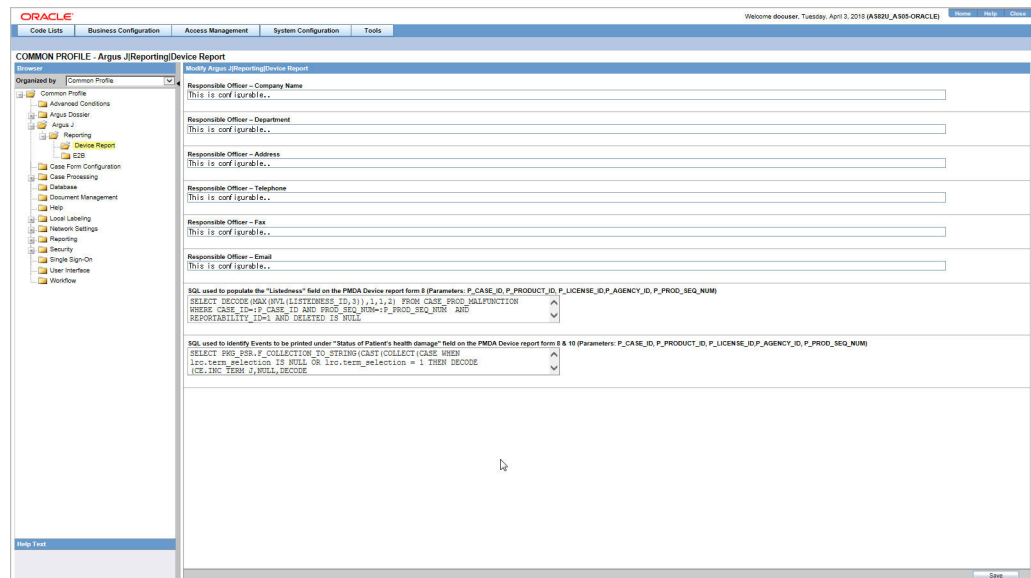 ORACLE
Welcome docuser, Tuesday, April 3, 2018 (AS82U_AS05-ORACLE)
Home Help Close
Code Lists Business Configuration Access Management System Configuration Tools
COMMON PROFILE - Argus J|Reporting|Device Report
Browser
Organized by Common Profile
Common Profile
Advanced Conditions
Argus Dossier
Argus J
Reporting
Device Report
E2B
Case Form Configuration
Case Processing
Database
Document Management
Help
Local Labeling
Network Settings
Reporting
Security
Single Sign-On
User Interface
Workflow
Help Text
Modify Argus J|Reporting|Device Report
Responsible Officer – Company Name
This is configurable..
Responsible Officer – Department
This is configurable..
Responsible Officer – Address
This is configurable..
Responsible Officer – Telephone
This is configurable..
Responsible Officer – Fax
This is configurable..
Responsible Officer – Email
This is configurable..
SQL used to populate the "Listedness" field on the PMDA Device report form 8 (Parameters: P_CASE_ID, P_PRODUCT_ID, P_LICENSE_ID,P_AGENCY_ID, P_PROD_SEQ_NUM)
SELECT DECODE(MAX(NVL(LISTEDNESS_ID,3)),1,1,2) FROM CASE_PROD_MALFUNCTION
WHERE CASE_ID=:P_CASE_ID AND PROD_SEQ_NUM=:P_PROD_SEQ_NUM AND
REPORTABILITY_ID=1 AND DELETED IS NULL
SQL used to identify Events to be printed under "Status of Patient's health damage" field on the PMDA Device report form 8 & 10 (Parameters: P_CASE_ID, P_PRODUCT_ID, P_LICENSE_ID,P_AGENCY_ID, P_PROD_SEQ_NUM)
SELECT PKG_PSR.F_COLLECTION_TO_STRING(CAST(COLLECT(CASE WHEN
lrc.term_selection IS NULL OR lrc.term_selection = 1 THEN DECODE
(CE.INC_TERM_J,NULL,DECODE
Save